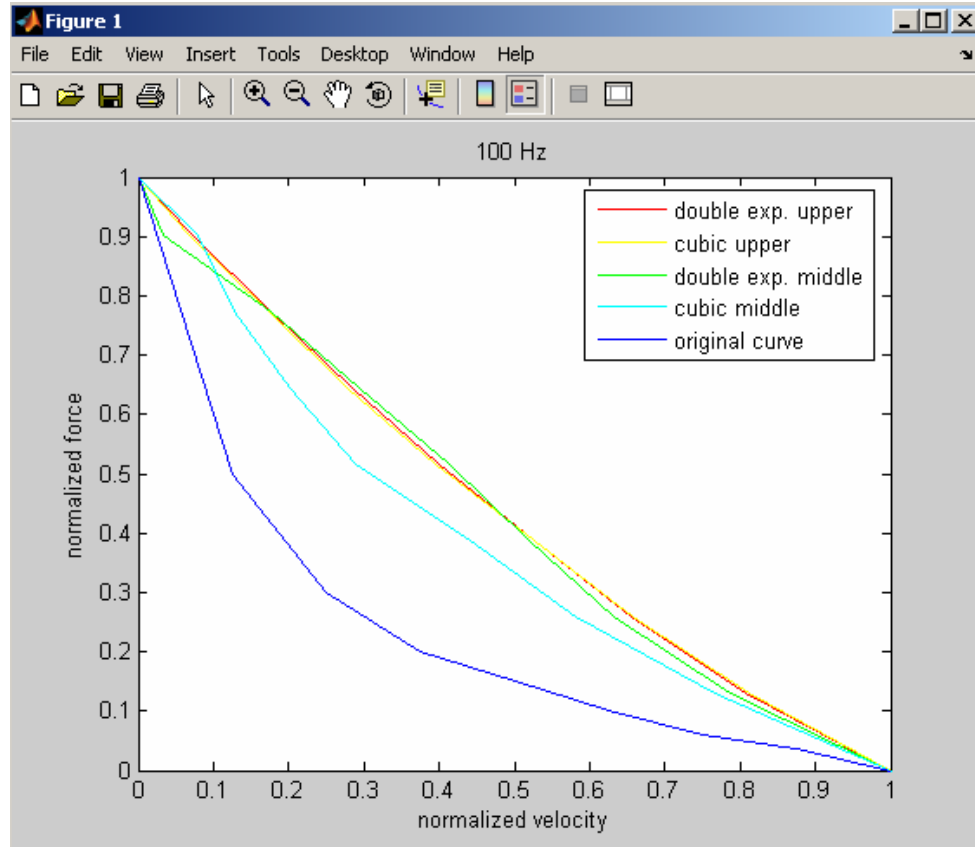 Figure 1
File Edit View Insert Tools Desktop Window Help
100 Hz
1
0.9
0.8
0.7
0.6
0.5
0.4
0.3
0.2
0.1
0
normalized force
double exp. upper
cubic upper
double exp. middle
cubic middle
original curve
0 0.1 0.2 0.3 0.4 0.5 0.6 0.7 0.8 0.9 1
normalized velocity